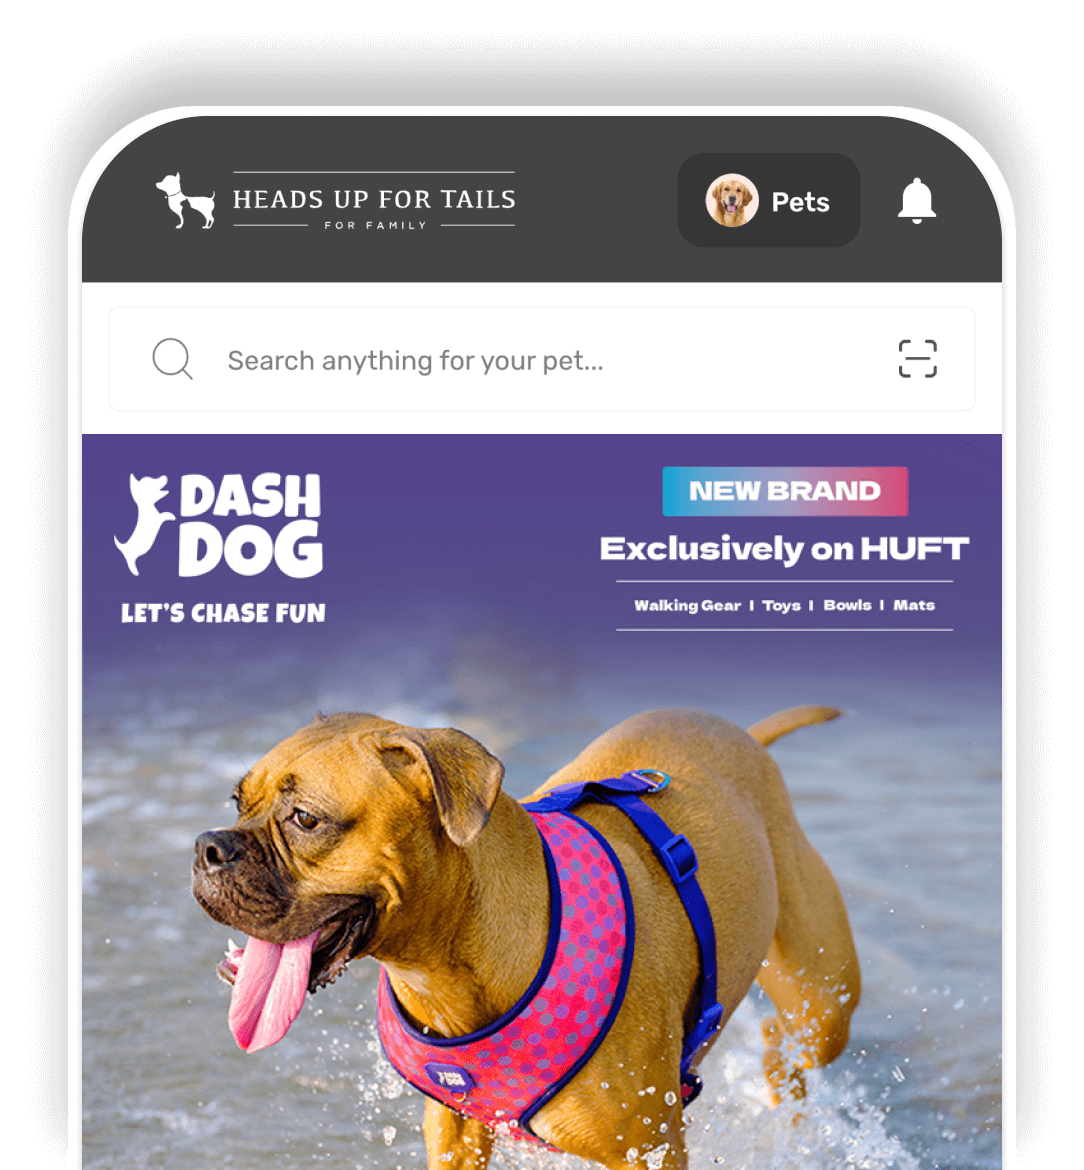 HEADS UP FOR TAILS
FOR FAMILY
Pets
Search anything for your pet...
DASH
DOG
LET'S CHASE FUN
NEW BRAND
Exclusively on HUFT
Walking Gear I Toys I Bowls I Mats
DOG